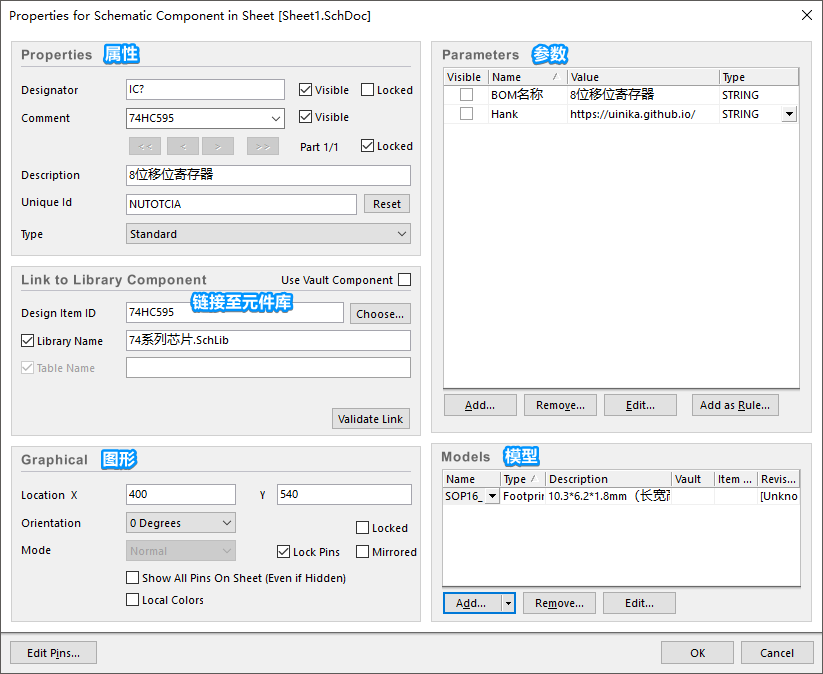 Properties for Schematic Component in Sheet [Sheet1.SchDoc]
Properties 属性
Designator IC? Visible Locked
Comment 74HC595 Visible
<< < > >> Part 1/1 Locked
Description 8位移位寄存器
Unique Id NUTOTCIA Reset
Type Standard
Link to Library Component Use Vault Component
链接至元件库
Design Item ID 74HC595 Choose...
Library Name 74系列芯片.SchLib
Table Name
Validate Link
Graphical 图形
Location X 400 Y 540
Orientation 0 Degrees Locked
Mode Normal Lock Pins Mirrored
Show All Pins On Sheet (Even if Hidden)
Local Colors
Parameters 参数
Visible Name Value Type
BOM名称 8位移位寄存器 STRING
Hank https://uinika.github.io/ STRING
Add... Remove... Edit... Add as Rule...
Models 模型
Name Type Description Vault Item ... Revis...
SOP16_ Footprin 10.3*6.2*1.8mm（长宽高 [Unkno
Add... Remove... Edit...
Edit Pins... OK Cancel